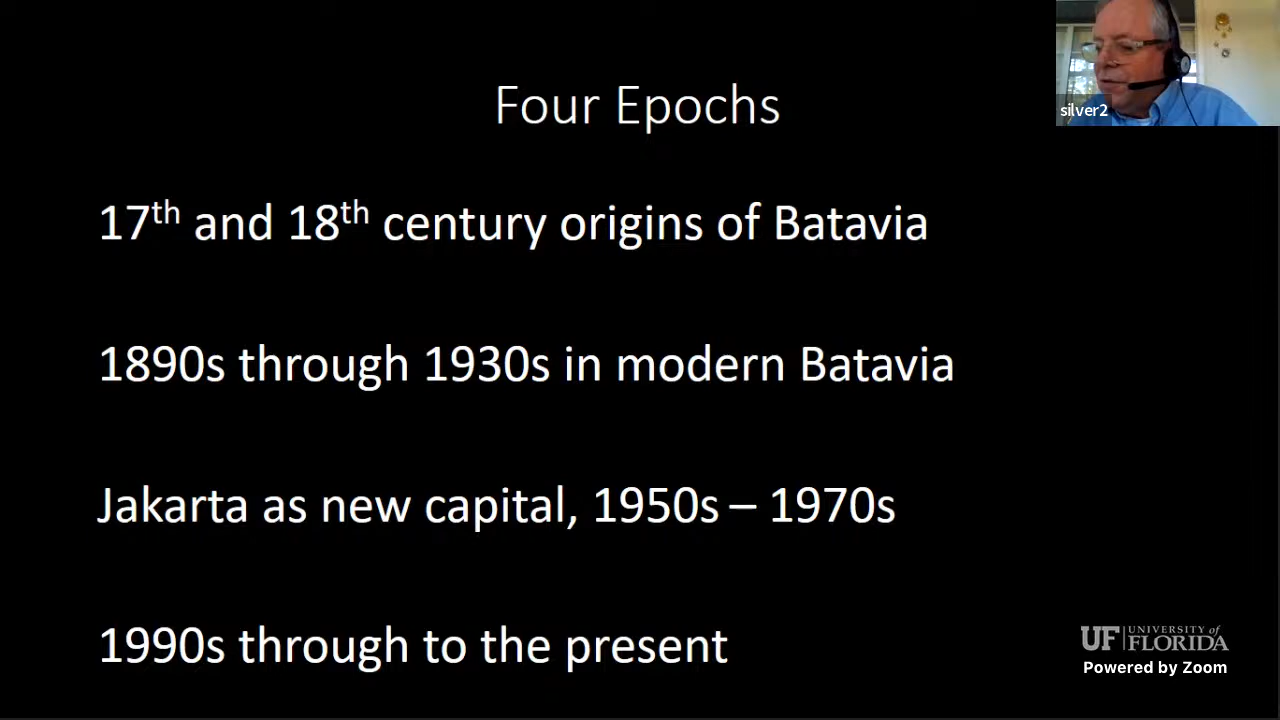 silver2
Four Epochs
17th and 18th century origins of Batavia
1890s through 1930s in modern Batavia
Jakarta as new capital, 1950s – 1970s
1990s through to the present
UF UNIVERSITY of
FLORIDA
Powered by Zoom